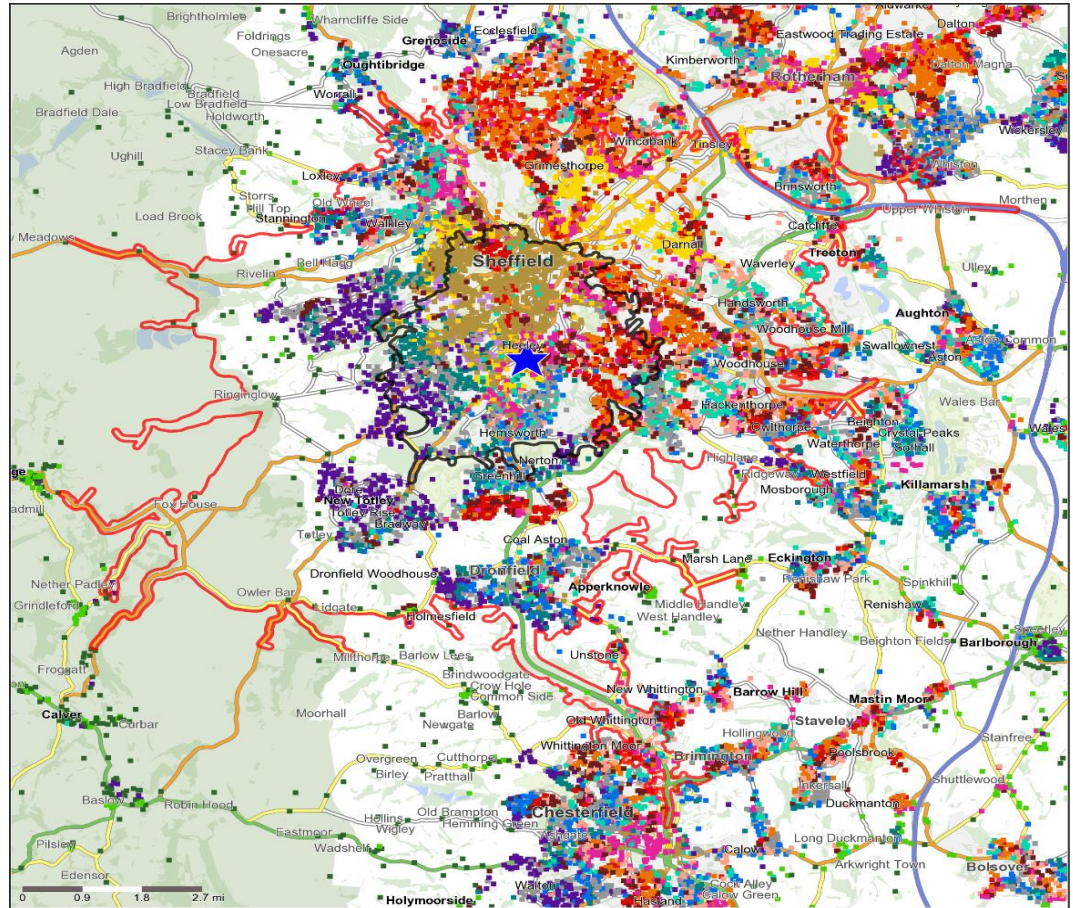 Brightholmlee
Wharncliffe Side
Foldrings
Onesacre
Grenoside
Ecclesfield
Aldwarke
Dalton
Agden
Oughtibridge
Kimberworth
Eastwood Trading Estate
Rotherham
Dalton Magna
High Bradfield
Bradfield
Low Bradfield
Worrall
Bradfield Dale
Holdworth
Wincobank
Tinsley
Wickersley
Ughill
Stacey Bank
Grimesthorpe
Loxley
Brinsworth
Storrs
Hill Top
Old Wheel
Load Brook
Stannington
Walkley
Upper Whiston
Morthen
Catcliffe
Meadows
Bell Hagg
Sheffield
Darnall
Treeton
Rivelin
Waverley
Ulley
Handsworth
Aughton
Woodhouse Mill
Heeley
Swallownest
Aston Common
Aston
Woodhouse
Ringinglow
Hackenthorpe
Wales Bar
Hemsworth
Owlthorpe
Beighton
Crystal Peaks
Wales
Waterthorpe
Sothall
Norton
Highlane
Greenhill
Ridgeway
Westfield
Dore
Mosborough
Killamarsh
New Totley
Fox House
Totley Rise
Bradway
Totley
Coal Aston
Marsh Lane
Eckington
Nether Padley
Dronfield Woodhouse
Dronfield
Apperknowle
Renishaw Park
Spinkhill
Grindleford
Owler Bar
Lidgate
Middle Handley
Renishaw
Holmesfield
West Handley
Nether Handley
Beighton Fields
Barlborough
Froggatt
Millthorpe
Barlow Lees
Unstone
Brindwoodgate
Crow Hole
Common Side
New Whittington
Barrow Hill
Mastin Moor
Calver
Curbar
Moorhall
Barlow
Newgate
Old Whittington
Staveley
Hollingwood
Stanfree
Whittington Moor
Poolsbrook
Overgreen
Cutthorpe
Brimington
Birley
Pratthall
Inkersall
Shuttlewood
Baslow
Robin Hood
Duckmanton
Hollins
Old Brampton
Chesterfield
Wigley
Hemming Green
Eastmoor
Ashgate
Long Duckmanton
Pilsley
Wadshelf
Calow
Arkwright Town
Bolsover
Edensor
Walton
Cock Alley
Calow Green
Holymoorside
Hasland
0 0.9 1.8 2.7 mi